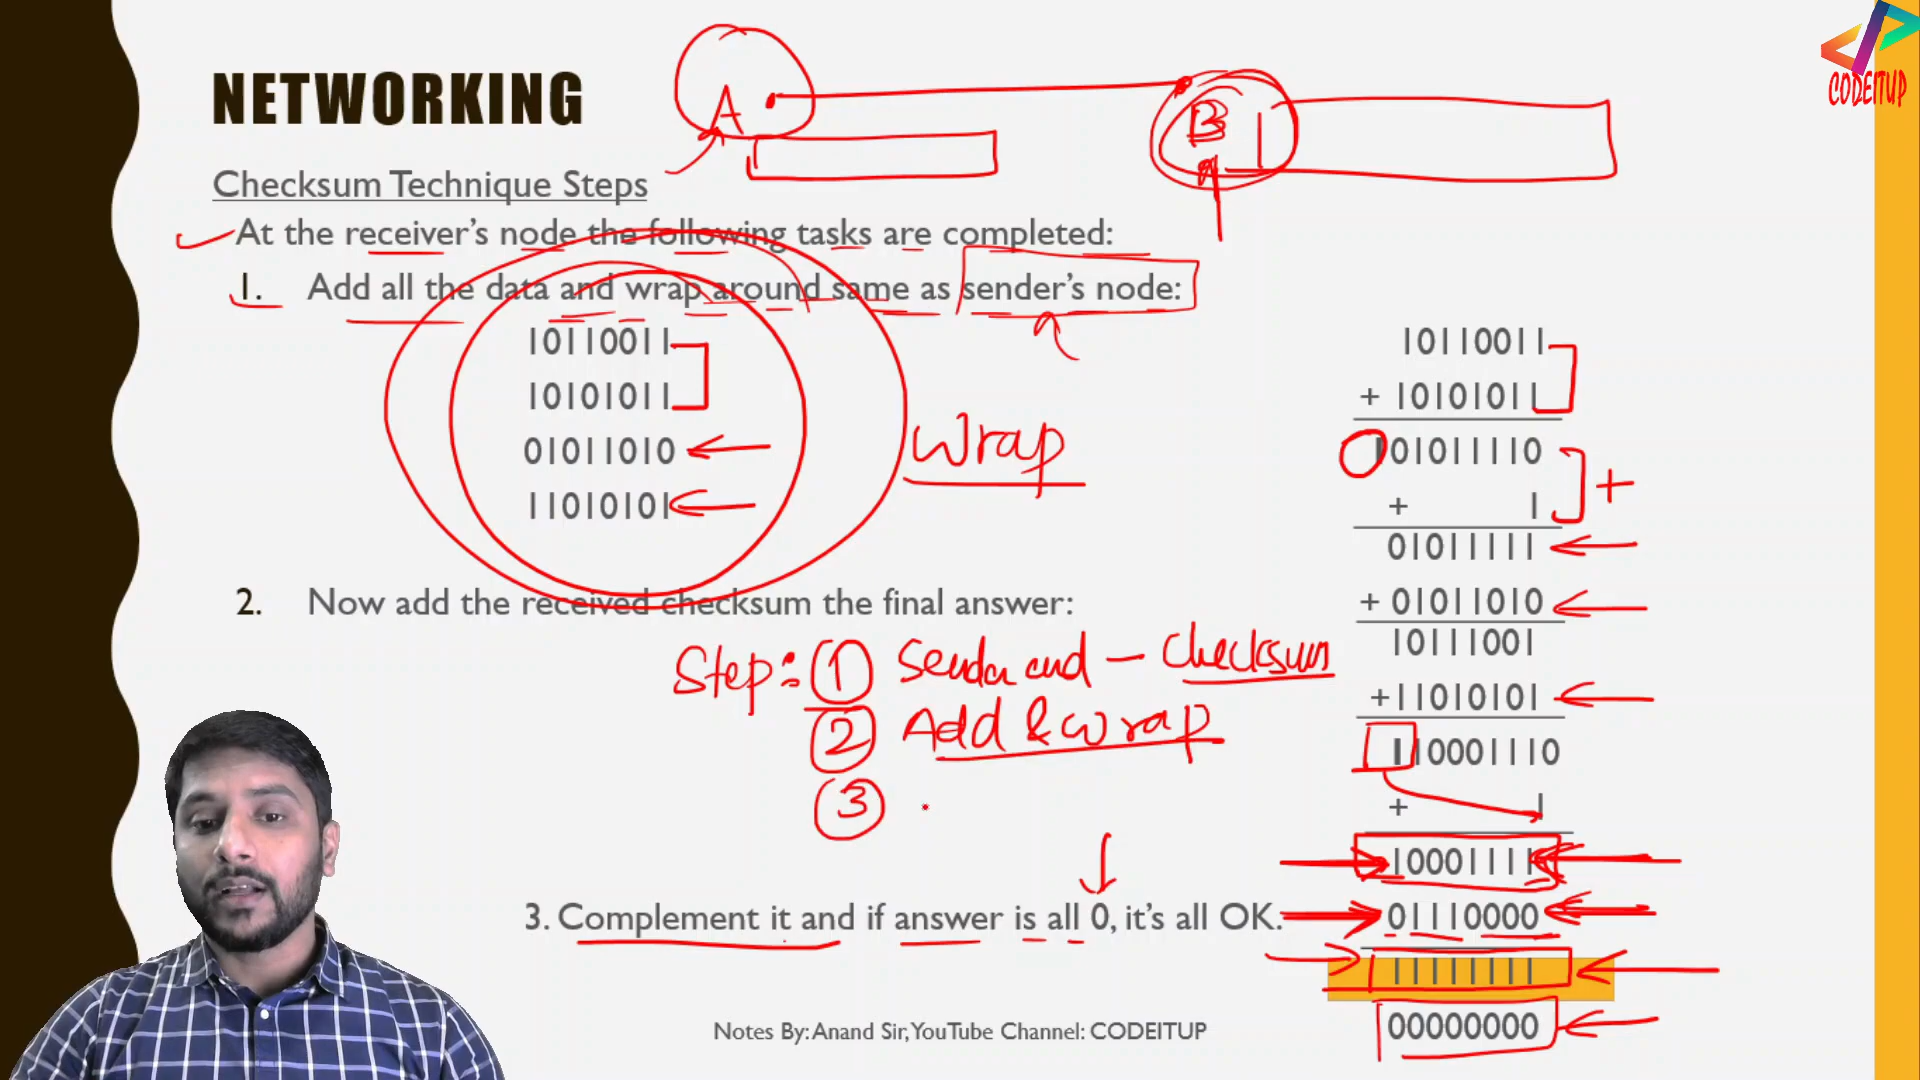 NETWORKING
A
B
CODEITUP
Checksum Technique Steps
At the receiver's node the following tasks are completed:
1. Add all the data and wrap around same as sender's node:
10110011
10101011
01011010
11010101
Wrap
2. Now add the received checksum the final answer:
Step: ① Sender end - Checksum
② Add & wrap
③
3. Complement it and if answer is all 0, it's all OK.
10110011
+ 10101011
101011110 +
+ 1
01011111
+ 01011010
10111001
+11010101
110001110
+ 1
10001111
01110000
11111111
00000000
Notes By: Anand Sir, YouTube Channel: CODEITUP